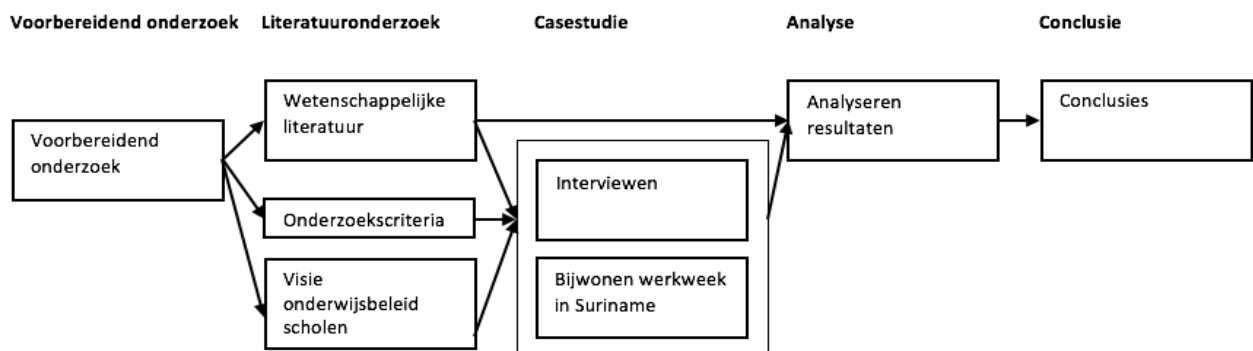 Voorbereidend onderzoek
Literatuuronderzoek
Casestudie
Analyse
Conclusie
Voorbereidend
onderzoek
Wetenschappelijke
literatuur
Onderzoekscriteria
Visie
onderwijsbeleid
scholen
Interviewen
Bijwonen werkweek
in Suriname
Analyseren
resultaten
Conclusies